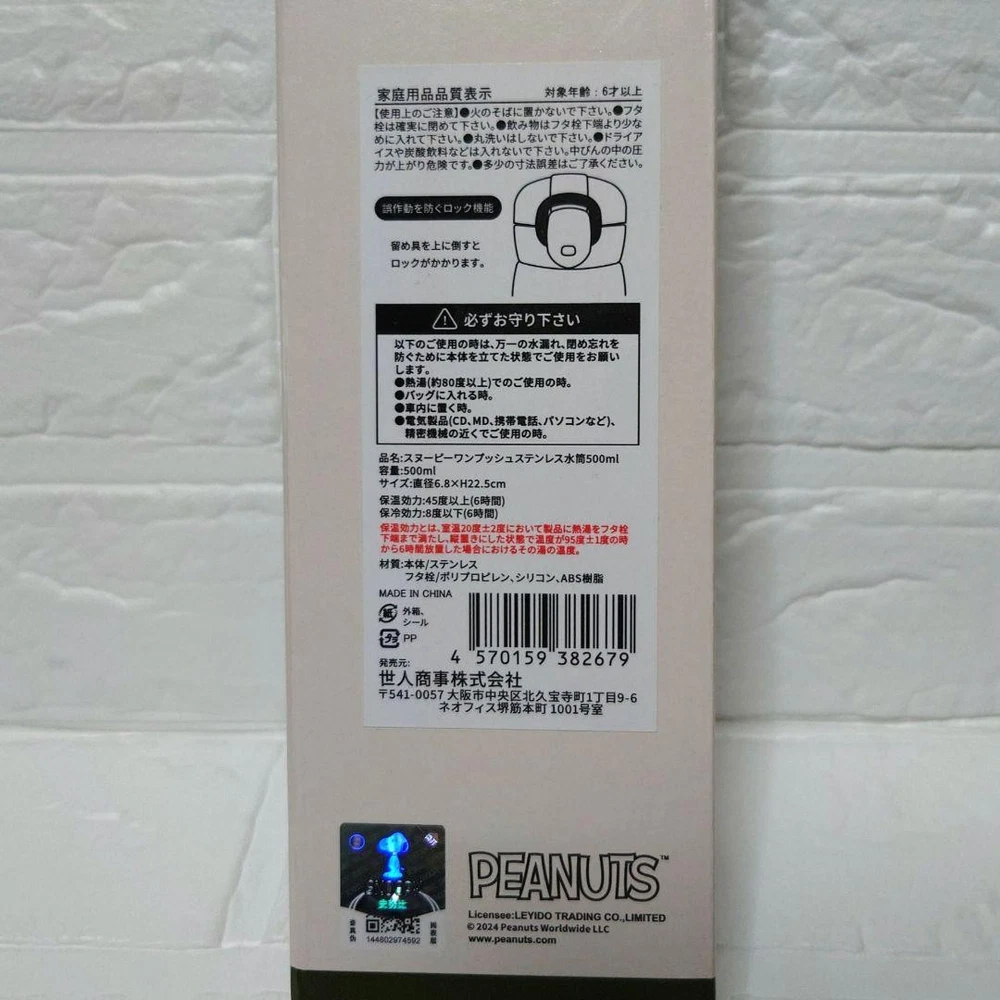 家庭用品品質表示 対象年齢：6才以上
【使用上のご注意】●火のそばに置かないで下さい。●フタ
栓は確実に閉めて下さい。●飲み物はフタ栓下端より少な
めに入れて下さい。●丸洗いはしないで下さい。●ドライア
イスや炭酸飲料などは入れないで下さい。中びんの中の圧
力が上がり危険です。●多少の寸法誤差はご了承ください。
誤作動を防ぐロック機能
留め具を上に倒すと
ロックがかかります。
必ずお守り下さい
以下のご使用の時は、万一の水漏れ、閉め忘れを
防ぐために本体を立てた状態でご使用をお願い
します。
●熱湯(約80度以上)でのご使用の時。
●バッグに入れる時。
●車内に置く時。
●電気製品(CD、MD、携帯電話、パソコンなど)、
精密機械の近くでご使用の時。
品名:スヌーピーワンプッシュステンレス水筒500ml
容量:500ml
サイズ:直径6.8×H22.5cm
保温効力:45度以上(6時間)
保冷効力:8度以下(6時間)
保温効力とは、室温20度±2度において製品に熱湯をフタ栓
下端まで満たし、縦置きにした状態で温度が95度±1度の時
から6時間放置した場合におけるその湯の温度。
材質:本体/ステンレス
フタ栓/ポリプロピレン、シリコン、ABS樹脂
MADE IN CHINA
紙 外箱、
シール
プラ PP
4 570159 382679
発売元:
世人商事株式会社
〒541-0057 大阪市中央区北久宝寺町1丁目9-6
ネオフィス堺筋本町 1001号室
SNOOPY
史努比
144802974592
PEANUTS™
Licensee:LEYIDO TRADING CO.,LIMITED
© 2024 Peanuts Worldwide LLC
www.peanuts.com